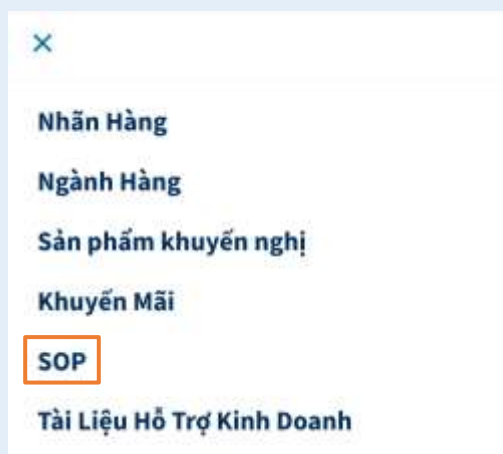 Nhãn Hàng
Ngành Hàng
Sản phẩm khuyến nghị
Khuyến Mãi
SOP
Tài Liệu Hỗ Trợ Kinh Doanh